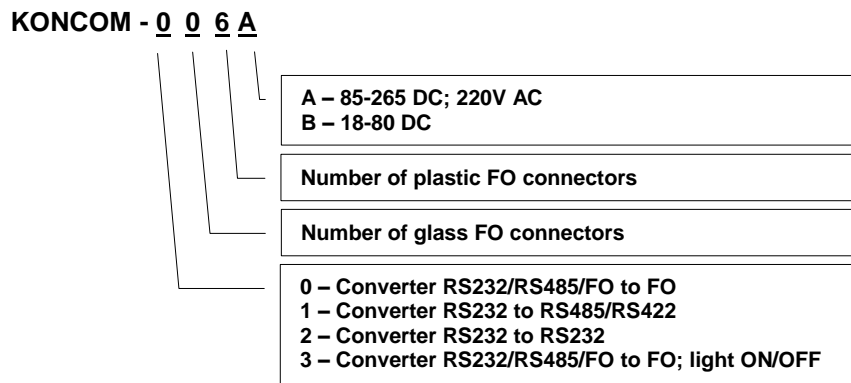 KONCOM - 0 0 6 A
A – 85-265 DC; 220V AC
B – 18-80 DC
Number of plastic FO connectors
Number of glass FO connectors
0 – Converter RS232/RS485/FO to FO
1 – Converter RS232 to RS485/RS422
2 – Converter RS232 to RS232
3 – Converter RS232/RS485/FO to FO; light ON/OFF